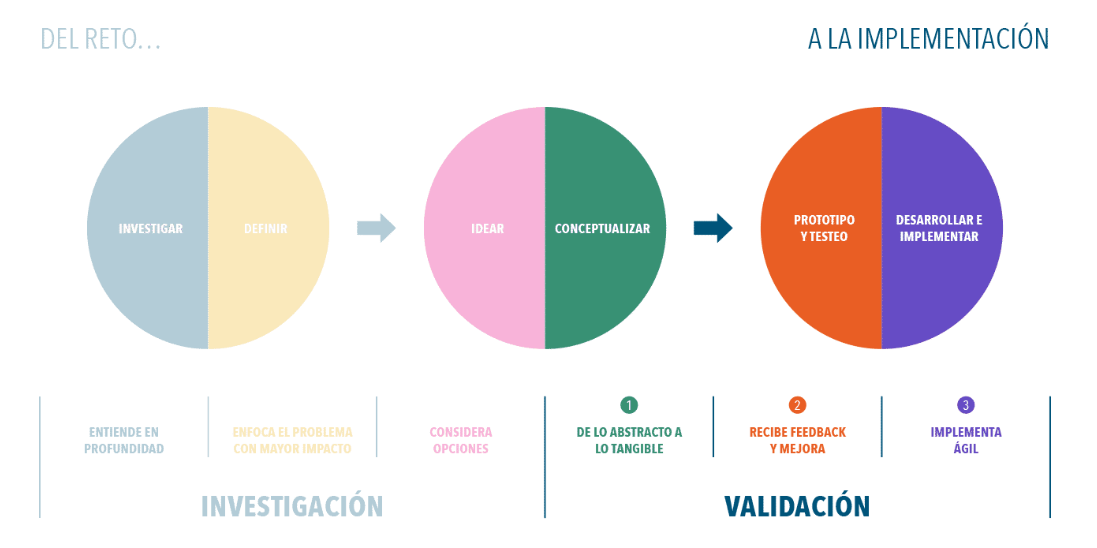 DEL RETO...
A LA IMPLEMENTACIÓN
INVESTIGAR
DEFINIR
IDEAR
CONCEPTUALIZAR
PROTOTIPO
Y TESTEO
DESARROLLAR E
IMPLEMENTAR
ENTIENDE EN
PROFUNDIDAD
ENFOCA EL PROBLEMA
CON MAYOR IMPACTO
CONSIDERA
OPCIONES
1
DE LO ABSTRACTO A
LO TANGIBLE
2
RECIBE FEEDBACK
Y MEJORA
3
IMPLEMENTA
ÁGIL
INVESTIGACIÓN
VALIDACIÓN